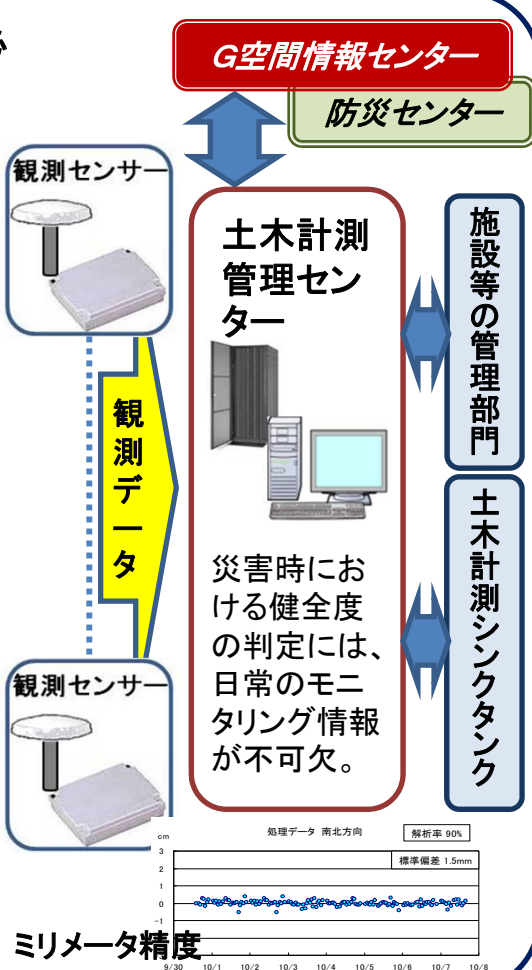 G空間情報センター
防災センター
観測センサー
土木計測
管理セン
ター
施設等の管理部門
観測データ
災害時にお
ける健全度
の判定には、
日常のモニ
タリング情報
が不可欠。
土木計測シンクタンク
観測センサー
cm
処理データ 南北方向
解析率 90%
標準偏差 1.5mm
3
2
1
0
-1
ミリメータ精度
9/30 10/1 10/2 10/3 10/4 10/5 10/6 10/7 10/8